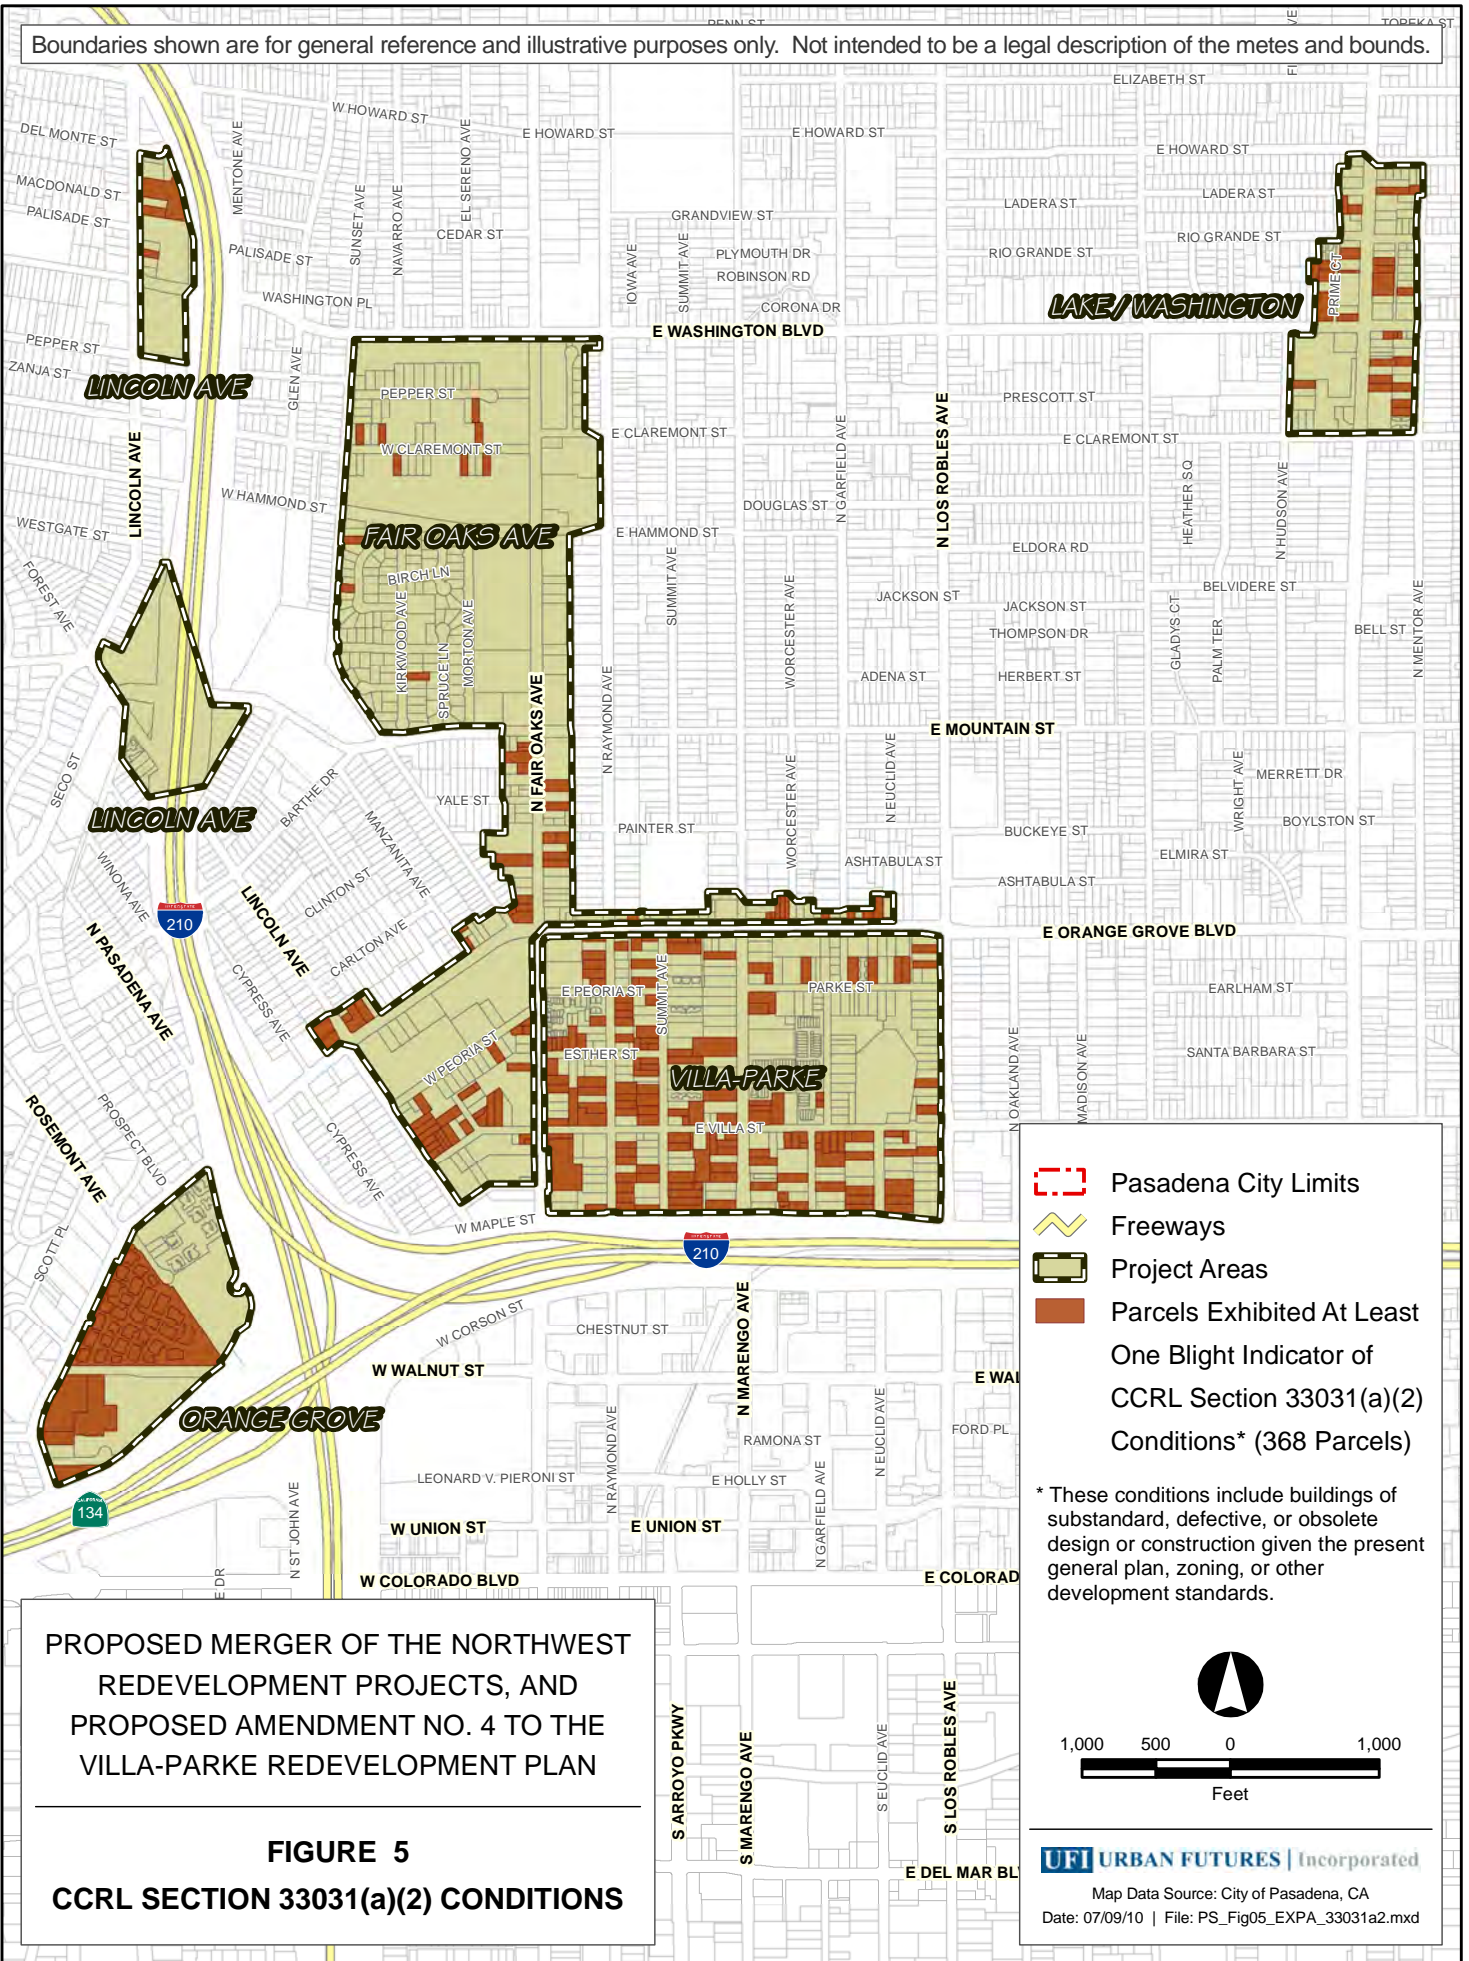 PENN ST
TOPEKA ST
Boundaries shown are for general reference and illustrative purposes only. Not intended to be a legal description of the metes and bounds.
ELIZABETH ST
W HOWARD ST
E HOWARD ST
E HOWARD ST
E HOWARD ST
DEL MONTE ST
MENTONE AVE
EL SERENO AVE
MACDONALD ST
PALISADE ST
SUNSET AVE
NAVARRO AVE
CEDAR ST
GRANDVIEW ST
LADERA ST
LADERA ST
PALISADE ST
IOWA AVE
SUMMIT AVE
PLYMOUTH DR
ROBINSON RD
CORONA DR
RIO GRANDE ST
RIO GRANDE ST
WASHINGTON PL
LAKE/WASHINGTON
PRIME CT
E WASHINGTON BLVD
PEPPER ST
ZANJA ST
LINCOLN AVE
GLEN AVE
PEPPER ST
PRESCOTT ST
W CLAREMONT ST
E CLAREMONT ST
E CLAREMONT ST
LINCOLN AVE
N GARFIELD AVE
N LOS ROBLES AVE
HEATHER SQ
N HUDSON AVE
W HAMMOND ST
DOUGLAS ST
WESTGATE ST
FAIR OAKS AVE
E HAMMOND ST
ELDORA RD
FOREST AVE
BIRCH LN
SUMMIT AVE
WORCESTER AVE
JACKSON ST
JACKSON ST
BELVIDERE ST
THOMPSON DR
GLADYS CT
PALM TER
BELL ST
N MENTOR AVE
KIRKWOOD AVE
SPRUCE LN
MORTON AVE
ADENA ST
HERBERT ST
N FAIR OAKS AVE
N RAYMOND AVE
E MOUNTAIN ST
SECO ST
BARTHE DR
YALE ST
WORCESTER AVE
N EUCLID AVE
WRIGHT AVE
MERRETT DR
LINCOLN AVE
MANZANITA AVE
PAINTER ST
BUCKEYE ST
BOYLSTON ST
WINONA AVE
CLINTON ST
ASHTABULA ST
ELMIRA ST
ASHTABULA ST
LINCOLN AVE
INTERSTATE
210
CARLTON AVE
N PASADENA AVE
CYPRESS AVE
E ORANGE GROVE BLVD
E PEORIA ST
SUMMIT AVE
PARKE ST
EARLHAM ST
W PEORIA ST
ESTHER ST
N OAKLAND AVE
MADISON AVE
SANTA BARBARA ST
VILLA-PARKE
E VILLA ST
ROSEMONT AVE
PROSPECT BLVD
CYPRESS AVE
W MAPLE ST
SCOTT PL
INTERSTATE
210
W CORSON ST
CHESTNUT ST
N MARENGO AVE
W WALNUT ST
E WAL
ORANGE GROVE
N RAYMOND AVE
RAMONA ST
N EUCLID AVE
FORD PL
LEONARD V. PIERONI ST
E HOLLY ST
N GARFIELD AVE
CALIFORNIA
134
N ST JOHN AVE
W UNION ST
E UNION ST
E DR
W COLORADO BLVD
E COLORAD
S ARROYO PKWY
S MARENGO AVE
S EUCLID AVE
S LOS ROBLES AVE
E DEL MAR BL
Pasadena City Limits
Freeways
Project Areas
Parcels Exhibited At Least
One Blight Indicator of
CCRL Section 33031(a)(2)
Conditions* (368 Parcels)
* These conditions include buildings of
substandard, defective, or obsolete
design or construction given the present
general plan, zoning, or other
development standards.
1,000 500 0 1,000
Feet
UFI URBAN FUTURES | Incorporated
Map Data Source: City of Pasadena, CA
Date: 07/09/10 | File: PS_Fig05_EXPA_33031a2.mxd
PROPOSED MERGER OF THE NORTHWEST
REDEVELOPMENT PROJECTS, AND
PROPOSED AMENDMENT NO. 4 TO THE
VILLA-PARKE REDEVELOPMENT PLAN
FIGURE 5
CCRL SECTION 33031(a)(2) CONDITIONS